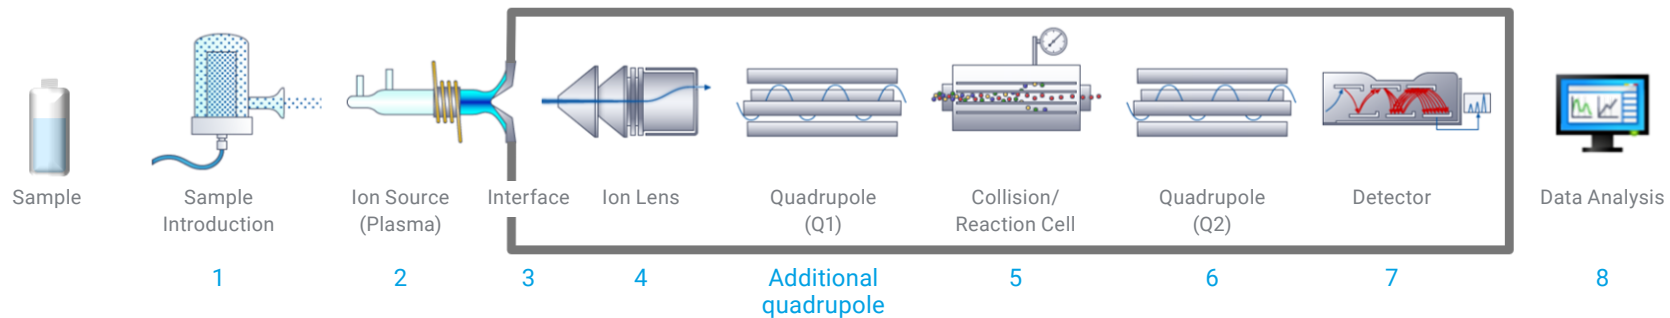 Sample
Sample
Introduction
Ion Source
(Plasma)
Interface
Ion Lens
Quadrupole
(Q1)
Collision/
Reaction Cell
Quadrupole
(Q2)
Detector
Data Analysis
1
2
3
4
Additional
quadrupole
5
6
7
8